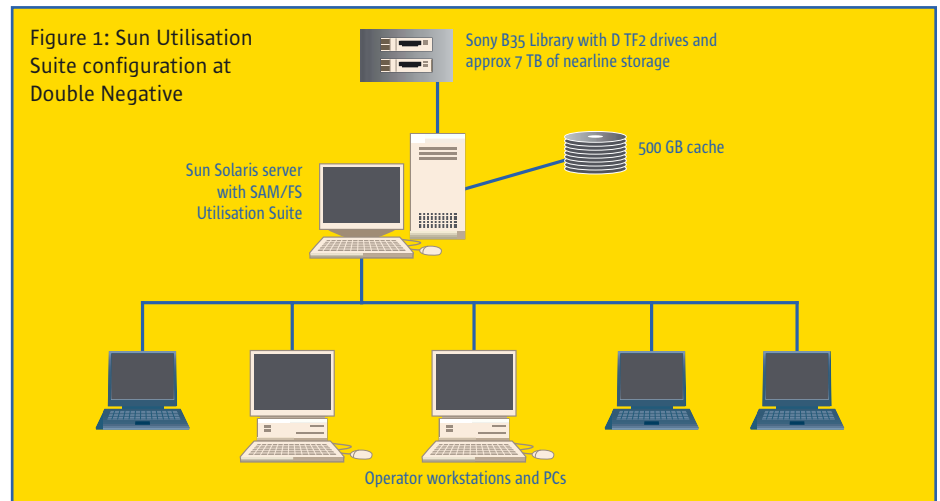 Figure 1: Sun Utilisation
Suite configuration at
Double Negative
Sony B35 Library with D TF2 drives and
approx 7 TB of nearline storage
500 GB cache
Sun Solaris server
with SAM/FS
Utilisation Suite
Operator workstations and PCs